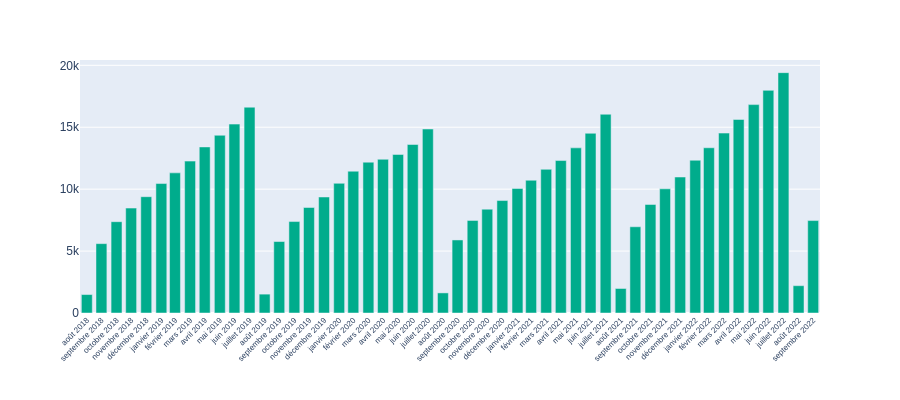 20k
15k
10k
5k
0
août 2018
septembre 2018
octobre 2018
novembre 2018
décembre 2018
janvier 2019
février 2019
mars 2019
avril 2019
mai 2019
juin 2019
juillet 2019
août 2019
septembre 2019
octobre 2019
novembre 2019
décembre 2019
janvier 2020
février 2020
mars 2020
avril 2020
mai 2020
juin 2020
juillet 2020
août 2020
septembre 2020
octobre 2020
novembre 2020
décembre 2020
janvier 2021
février 2021
mars 2021
avril 2021
mai 2021
juin 2021
juillet 2021
août 2021
septembre 2021
octobre 2021
novembre 2021
décembre 2021
janvier 2022
février 2022
mars 2022
avril 2022
mai 2022
juin 2022
juillet 2022
août 2022
septembre 2022